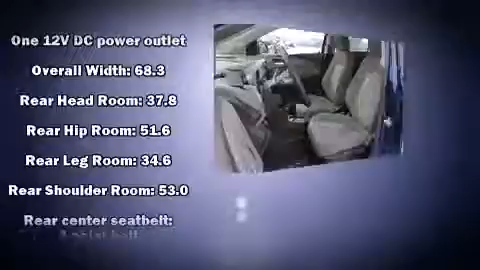 One 12V DC power outlet
Overall Width: 68.3
Rear Head Room: 37.8
Rear Hip Room: 51.6
Rear Leg Room: 34.6
Rear Shoulder Room: 53.0
Rear center seatbelt: